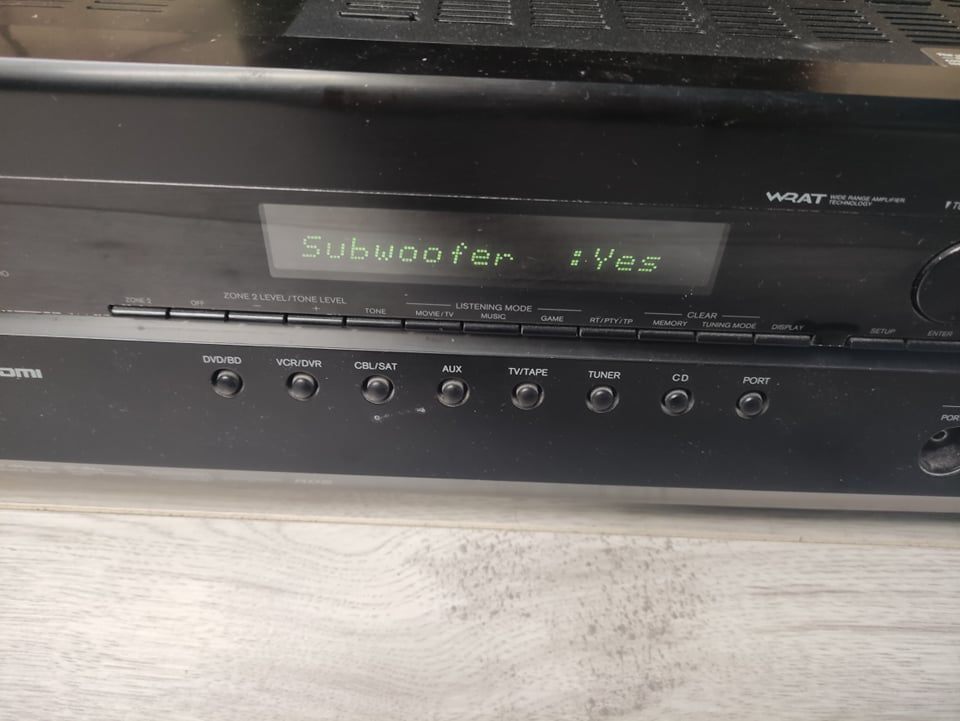 WRAT WIDE RANGE AMPLIFIER
TECHNOLOGY
Subwoofer :Yes
ZONE 2 OFF ZONE 2 LEVEL/TONE LEVEL
- + TONE
LISTENING MODE
MOVIE/TV MUSIC GAME
RT/PTY/TP
CLEAR
MEMORY TUNING MODE
DISPLAY SETUP ENTER
DVD/BD VCR/DVR CBL/SAT AUX TV/TAPE TUNER CD PORT